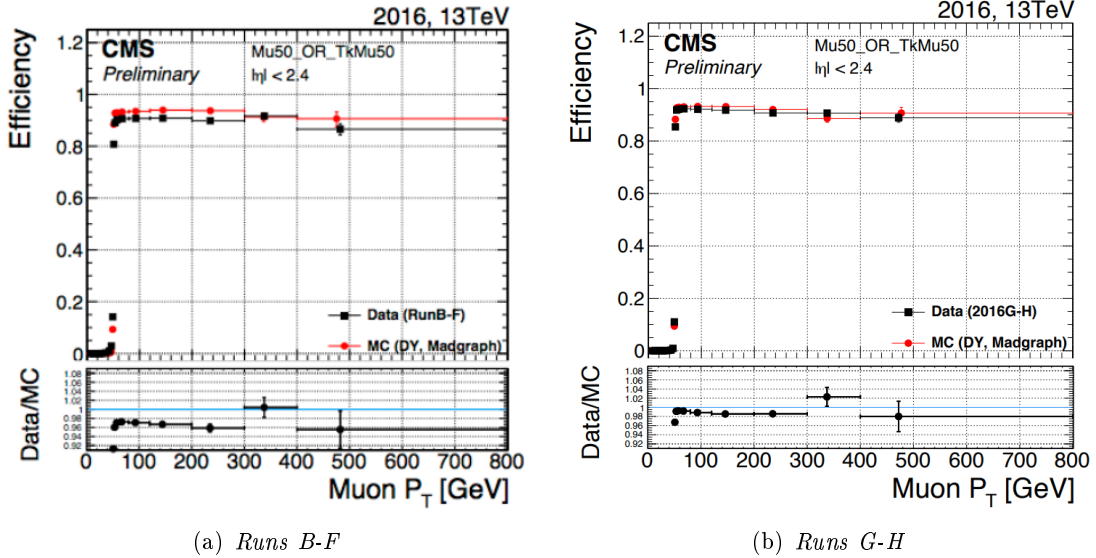 2016, 13TeV
Efficiency
1.2
1
0.8
0.6
0.4
0.2
0
CMS
Preliminary
Mu50_OR_TkMu50
|η| < 2.4
Data (RunB-F)
MC (DY, Madgraph)
Data/MC
1.08
1.06
1.04
1.02
1
0.98
0.96
0.94
0.92
0 100 200 300 400 500 600 700 800
Muon P_T [GeV]
(a) Runs B-F
2016, 13TeV
Efficiency
1.2
1
0.8
0.6
0.4
0.2
0
CMS
Preliminary
Mu50_OR_TkMu50
|η| < 2.4
Data (2016G-H)
MC (DY, Madgraph)
Data/MC
1.08
1.06
1.04
1.02
1
0.98
0.96
0.94
0.92
0 100 200 300 400 500 600 700 800
Muon P_T [GeV]
(b) Runs G-H